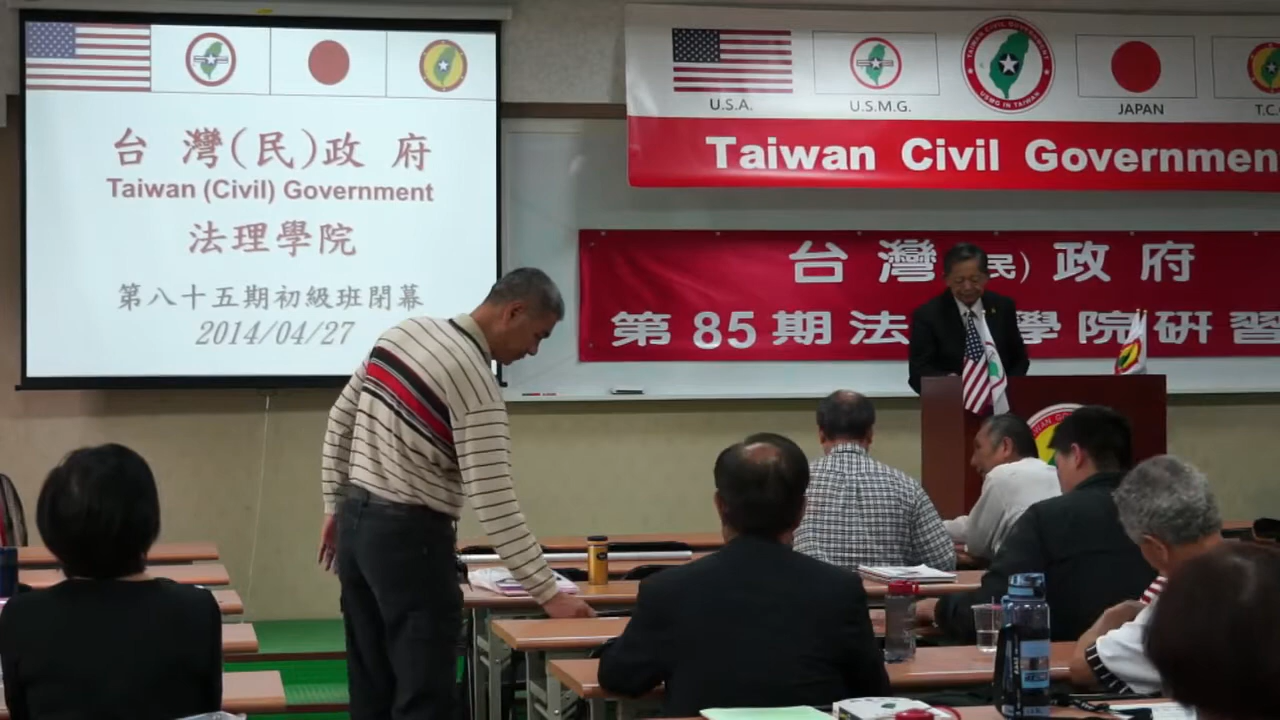 台 灣(民)政 府
Taiwan (Civil) Government
法理學院
第八十五期初級班閉幕
2014/04/27
U.S.A.
U.S.M.G.
TAIWAN CIVIL GOVERNMENT
USMG IN TAIWAN
JAPAN
T.C.
Taiwan Civil Governmen
台 灣 民) 政 府
第 85 期 法 學 院 研 習